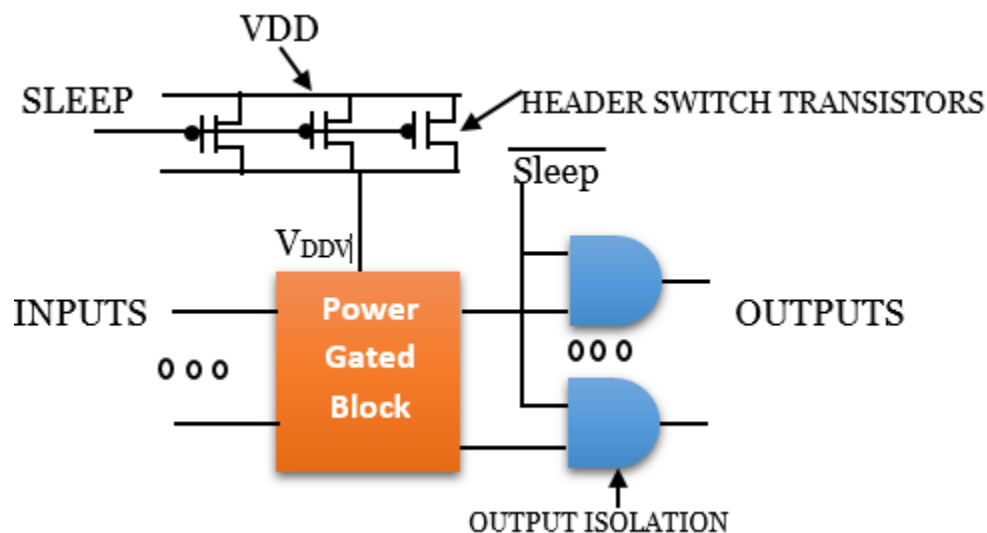 VDD
SLEEP
HEADER SWITCH TRANSISTORS
Sleep
VDDV
INPUTS
Power
Gated
Block
OUTPUTS
OUTPUT ISOLATION